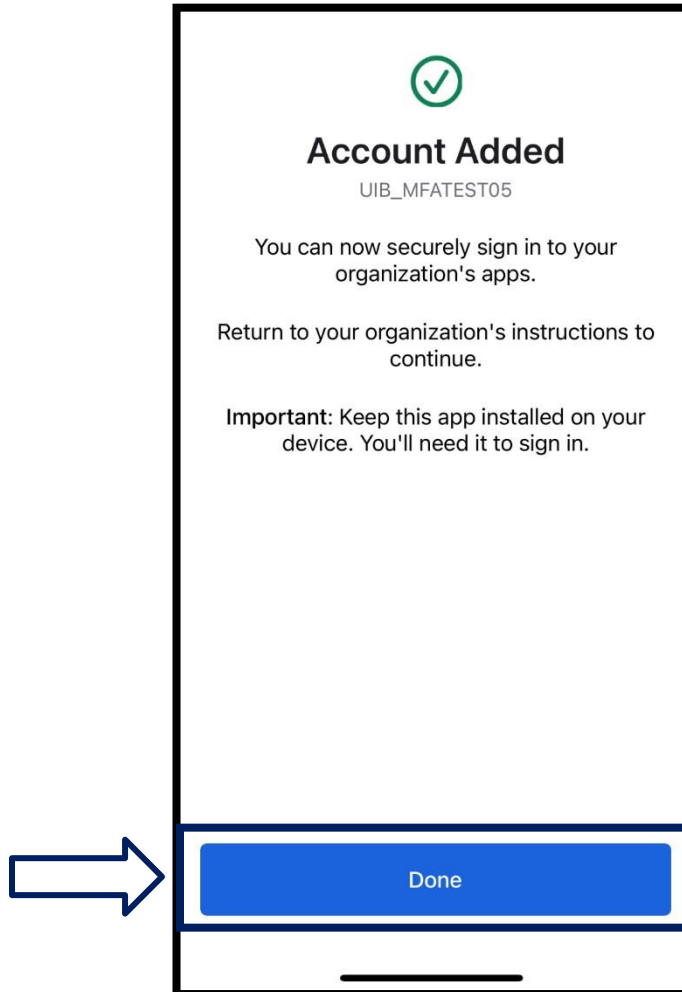 Account Added
UIB_MFATEST05
You can now securely sign in to your
organization's apps.
Return to your organization's instructions to
continue.
Important: Keep this app installed on your
device. You'll need it to sign in.
Done